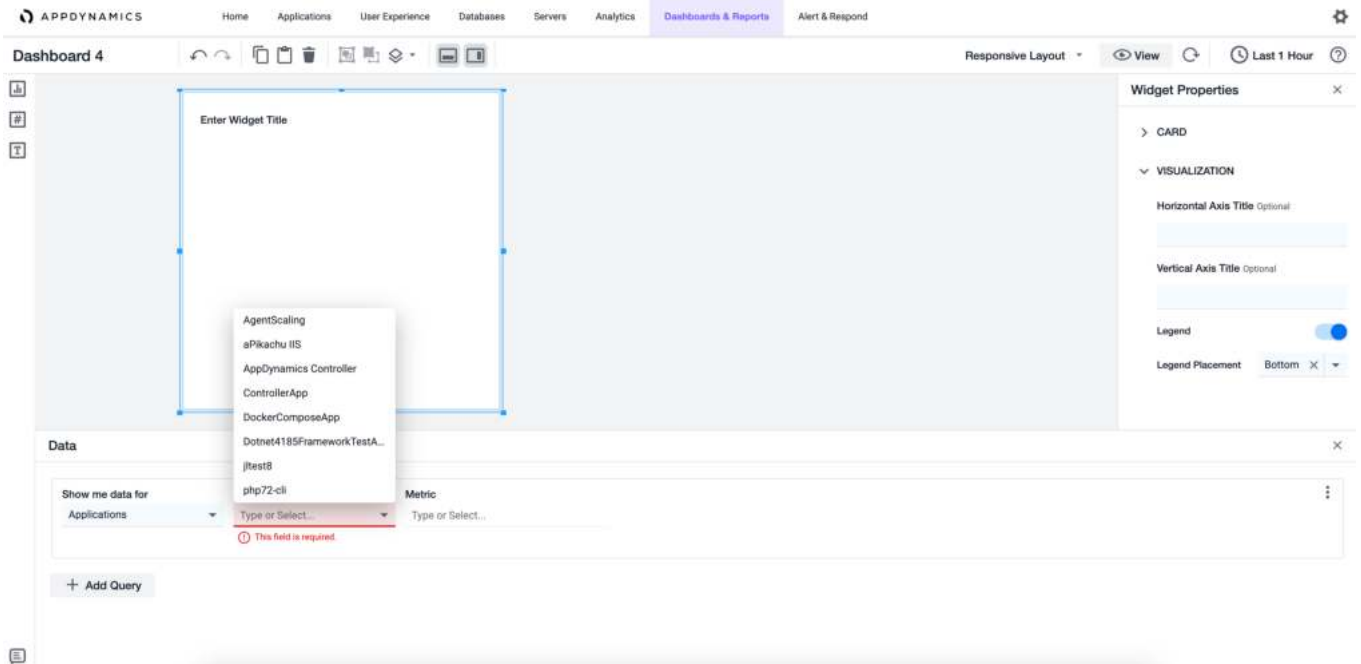 APPDYNAMICS Home Applications User Experience Databases Servers Analytics Dashboards & Reports Alert & Respond
Dashboard 4 Responsive Layout View Last 1 Hour
Widget Properties
Enter Widget Title
CARD
VISUALIZATION
Horizontal Axis Title Optional
Vertical Axis Title Optional
Legend
Legend Placement Bottom
AgentScaling
aPikachu IIS
AppDynamics Controller
ControllerApp
DockerComposeApp
Dotnet4185FrameworkTestA...
jltest8
php72-cli
Data
Show me data for Metric
Applications Type or Select... Type or Select...
This field is required.
+ Add Query